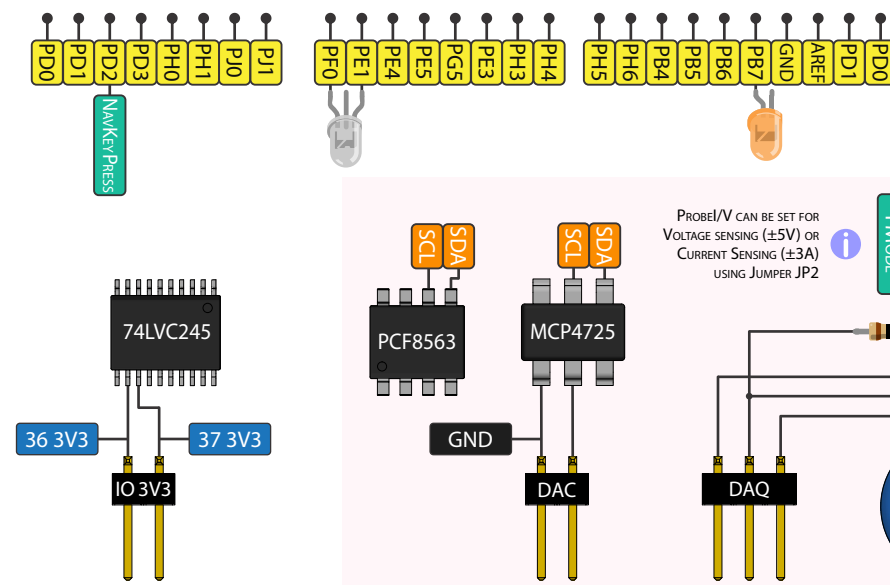 PD0 PD1 PD2 PD3 PH0 PH1 PJ0 PJ1 PF0 PE1 PE4 PE5 PG5 PE3 PH3 PH4 PH5 PH6 PB4 PB5 PB6 PB7 GND AREF PD1 PD0
NavKeyPress
ProbeI/V can be set for
Voltage sensing (±5V) or
Current Sensing (±3A)
using Jumper JP2
SCL SDA
SCL SDA
74LVC245
PCF8563
MCP4725
36 3V3
37 3V3
GND
IO 3V3
DAC
DAQ